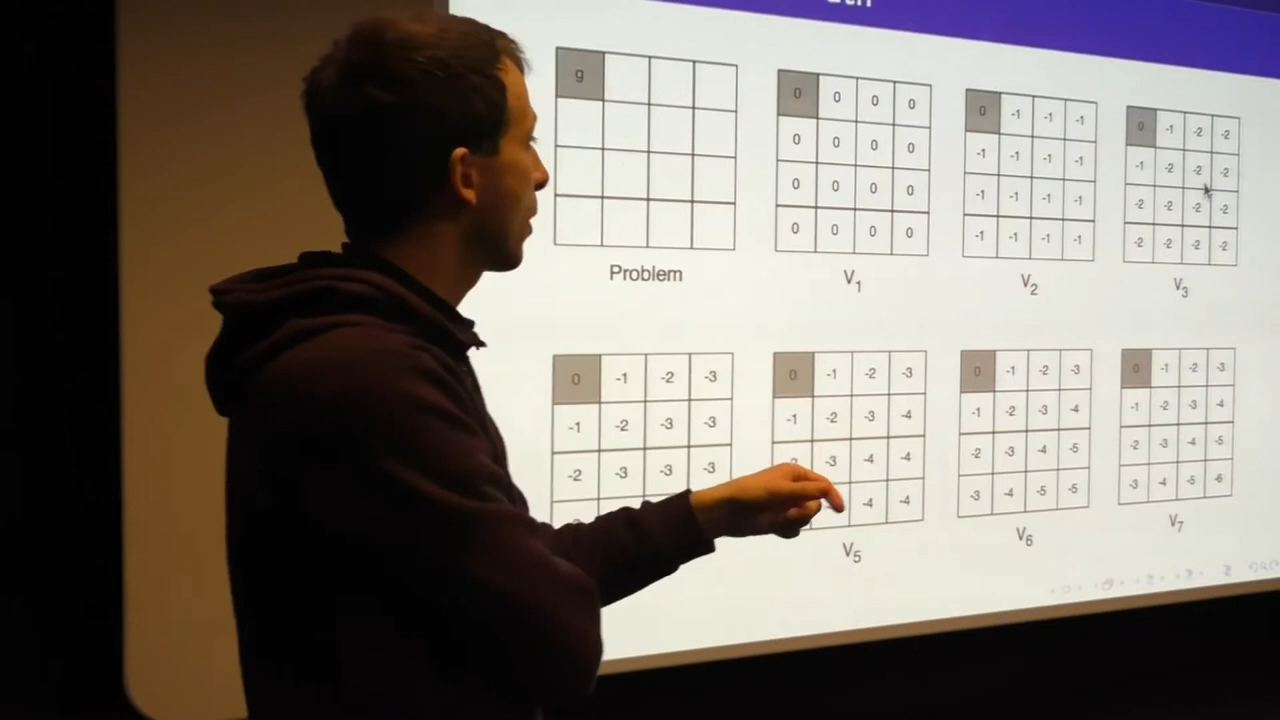 g
0 0 0 0
0 0 0 0
0 0 0 0
0 0 0 0
0 -1 -1 -1
-1 -1 -1 -1
-1 -1 -1 -1
-1 -1 -1 -1
0 -1 -2 -2
-1 -2 -2 -2
-2 -2 -2 -2
-2 -2 -2 -2
Problem
V1
V2
V3
0 -1 -2 -3
-1 -2 -3 -3
-2 -3 -3 -3
0 -1 -2 -3
-1 -2 -3 -4
-3 -4 -4
-4 -4
0 -1 -2 -3
-1 -2 -3 -4
-2 -3 -4 -5
-3 -4 -5 -5
0 -1 -2 -3
-1 -2 -3 -4
-2 -3 -4 -5
-3 -4 -5 -6
V5
V6
V7